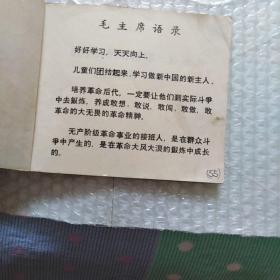 毛主席语录
好好学习，天天向上。
儿童们团结起来，学习做新中国的新主人。
培养革命后代，一定要让他们到实际斗争
中去锻炼，养成敢想、敢说、敢闯、敢做、敢
革命的大无畏的革命精神。
无产阶级革命事业的接班人，是在群众斗
争中产生的，是在革命大风大浪的锻炼中成长
的。
55